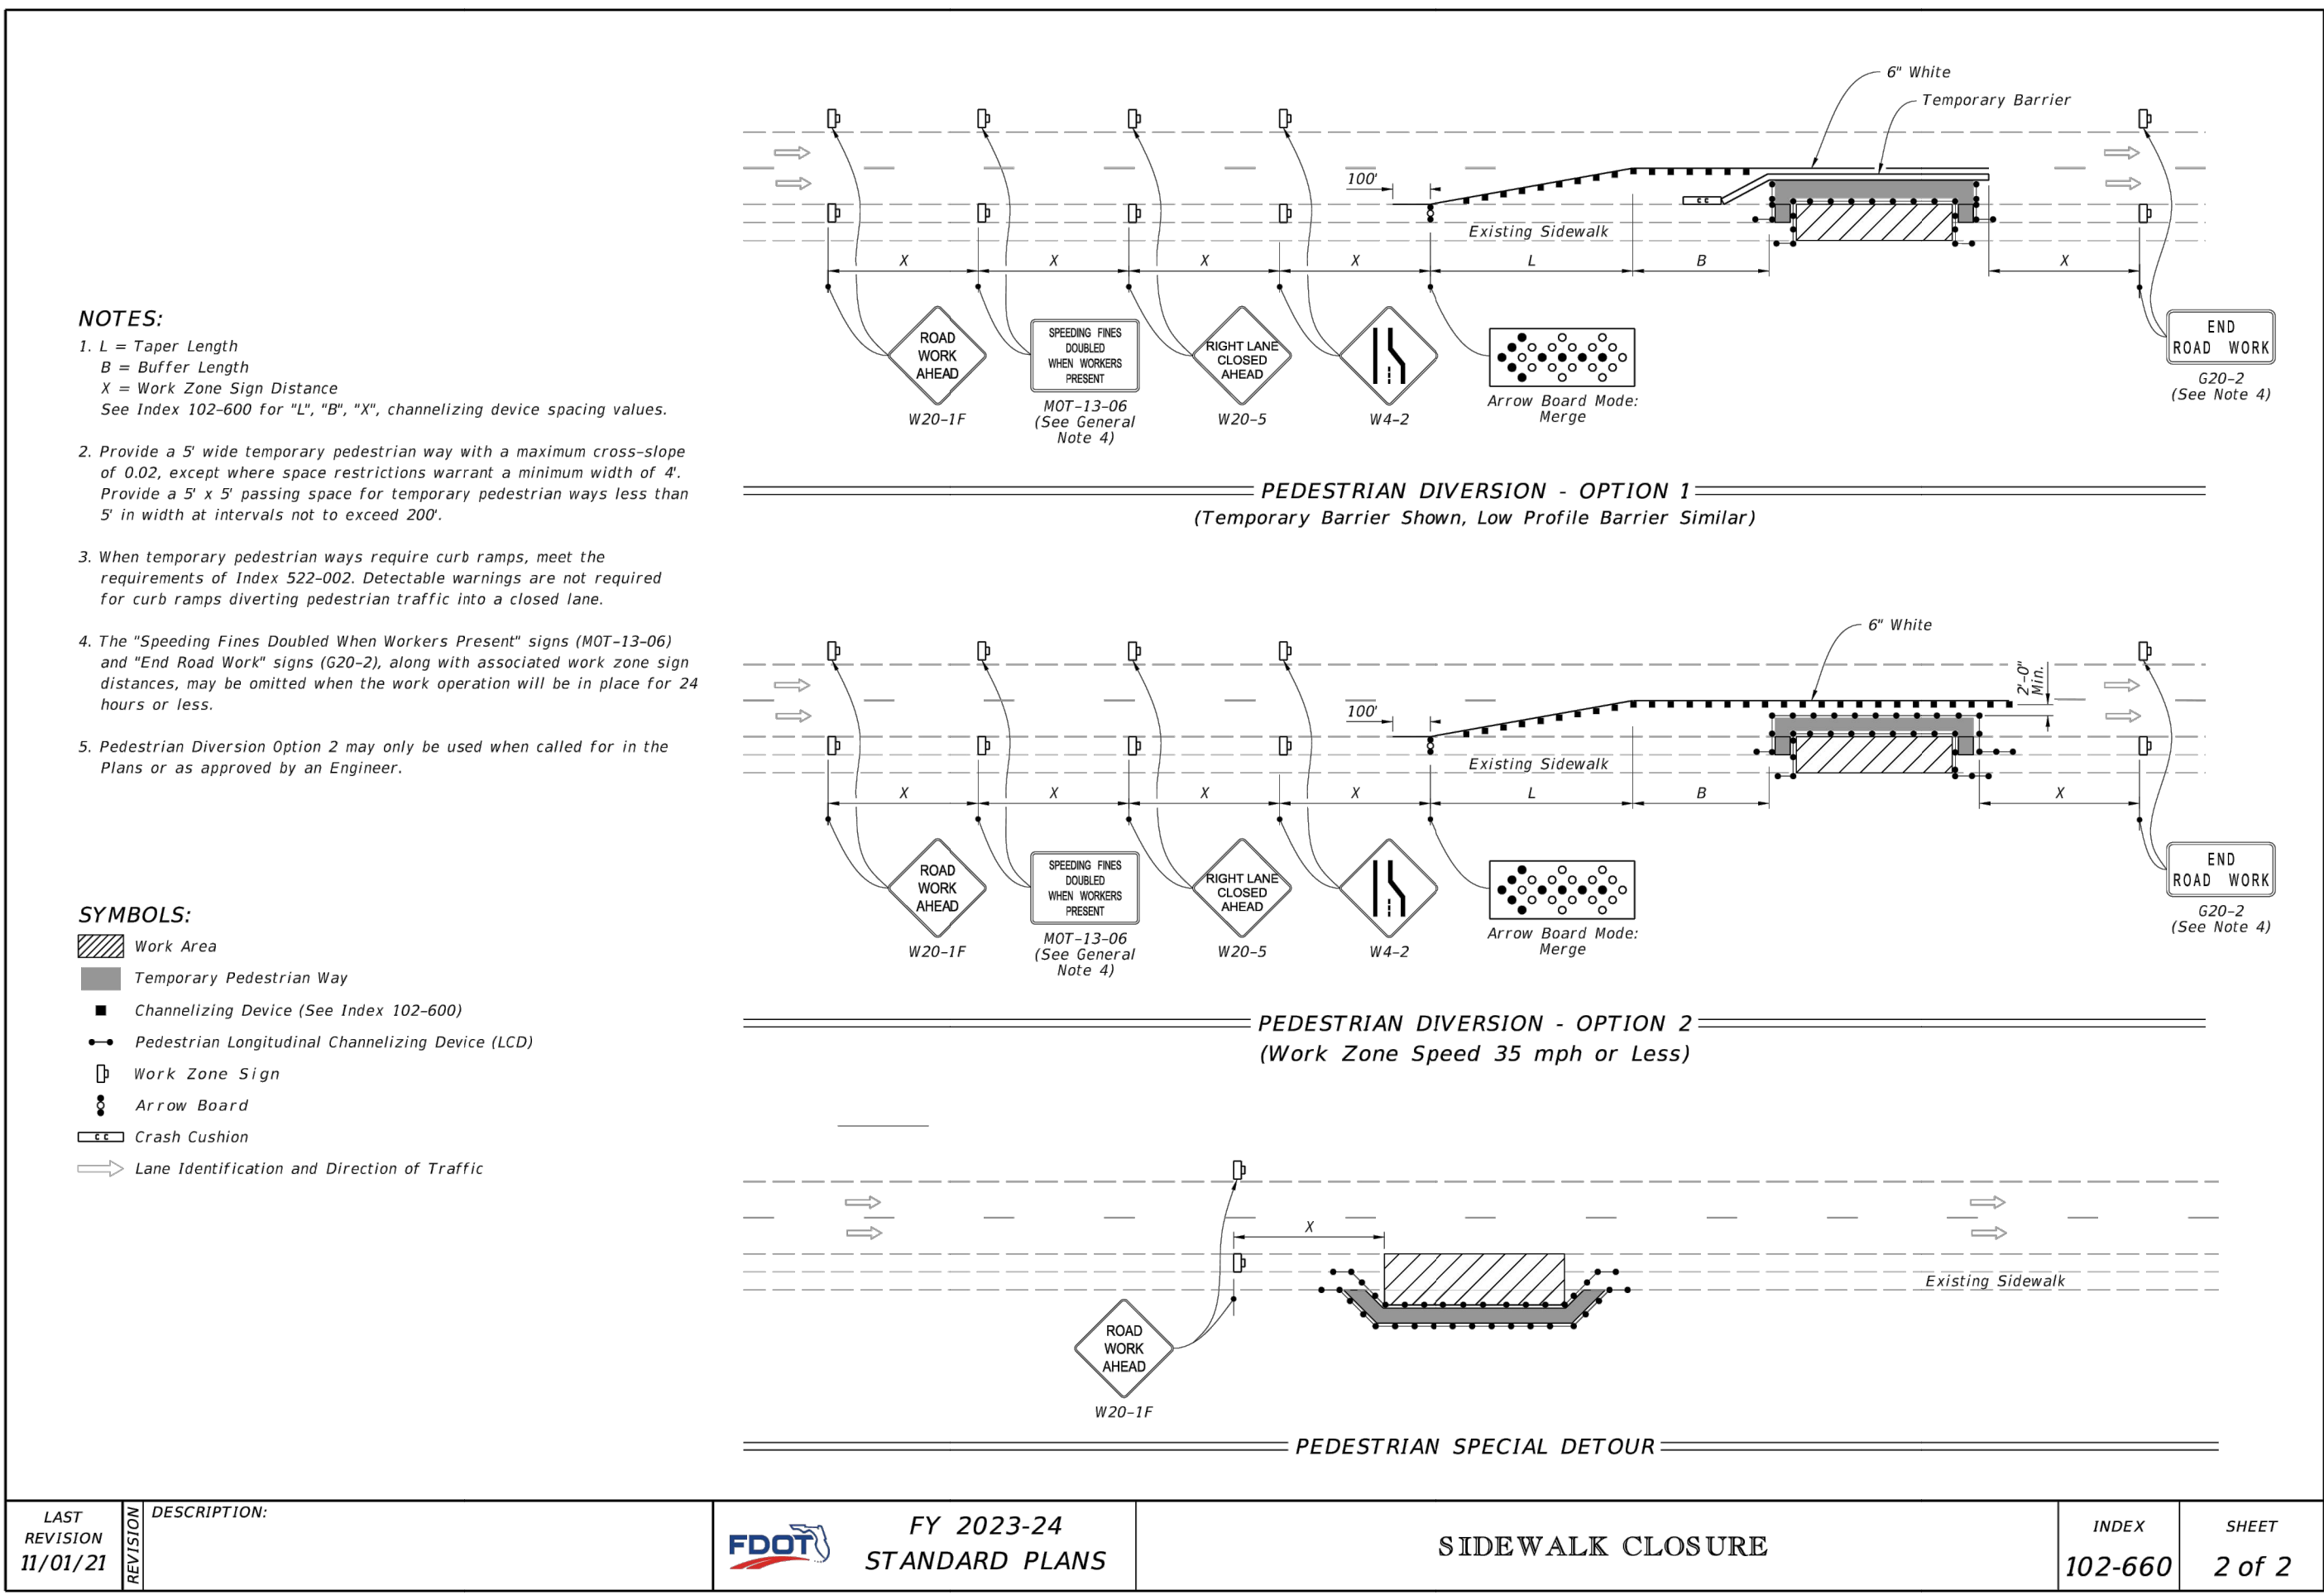 NOTES:
1. L = Taper Length
B = Buffer Length
X = Work Zone Sign Distance
See Index 102-600 for "L", "B", "X", channelizing device spacing values.
2. Provide a 5' wide temporary pedestrian way with a maximum cross-slope
of 0.02, except where space restrictions warrant a minimum width of 4'.
Provide a 5' x 5' passing space for temporary pedestrian ways less than
5' in width at intervals not to exceed 200'.
3. When temporary pedestrian ways require curb ramps, meet the
requirements of Index 522-002. Detectable warnings are not required
for curb ramps diverting pedestrian traffic into a closed lane.
4. The "Speeding Fines Doubled When Workers Present" signs (MOT-13-06)
and "End Road Work" signs (G20-2), along with associated work zone sign
distances, may be omitted when the work operation will be in place for 24
hours or less.
5. Pedestrian Diversion Option 2 may only be used when called for in the
Plans or as approved by an Engineer.
SYMBOLS:
Work Area
Temporary Pedestrian Way
Channelizing Device (See Index 102-600)
Pedestrian Longitudinal Channelizing Device (LCD)
Work Zone Sign
Arrow Board
Crash Cushion
Lane Identification and Direction of Traffic
6" White
Temporary Barrier
100'
Existing Sidewalk
X
X
X
X
L
B
X
ROAD
WORK
AHEAD
W20-1F
SPEEDING FINES
DOUBLED
WHEN WORKERS
PRESENT
MOT-13-06
(See General
Note 4)
RIGHT LANE
CLOSED
AHEAD
W20-5
W4-2
Arrow Board Mode:
Merge
END
ROAD WORK
G20-2
(See Note 4)
PEDESTRIAN DIVERSION - OPTION 1
(Temporary Barrier Shown, Low Profile Barrier Similar)
6" White
2'-0"
Min.
100'
Existing Sidewalk
X
X
X
X
L
B
X
ROAD
WORK
AHEAD
W20-1F
SPEEDING FINES
DOUBLED
WHEN WORKERS
PRESENT
MOT-13-06
(See General
Note 4)
RIGHT LANE
CLOSED
AHEAD
W20-5
W4-2
Arrow Board Mode:
Merge
END
ROAD WORK
G20-2
(See Note 4)
PEDESTRIAN DIVERSION - OPTION 2
(Work Zone Speed 35 mph or Less)
X
Existing Sidewalk
ROAD
WORK
AHEAD
W20-1F
PEDESTRIAN SPECIAL DETOUR
LAST
REVISION
11/01/21
REVISION
DESCRIPTION:
FDOT
FY 2023-24
STANDARD PLANS
SIDEWALK CLOSURE
INDEX
102-660
SHEET
2 of 2